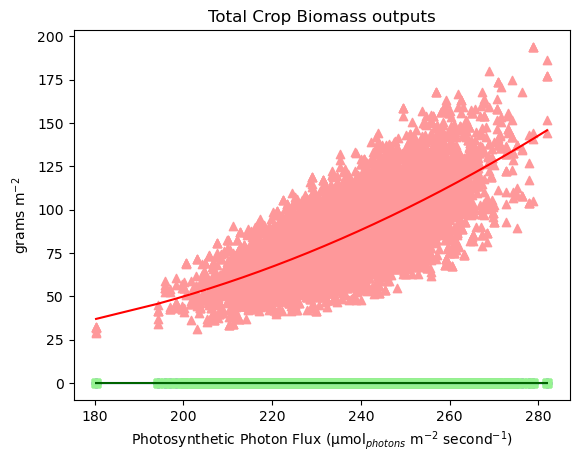 Total Crop Biomass outputs
200
175
150
125
100
75
50
25
0
grams m⁻²
180 200 220 240 260 280
Photosynthetic Photon Flux (μmol_photons m⁻² second⁻¹)